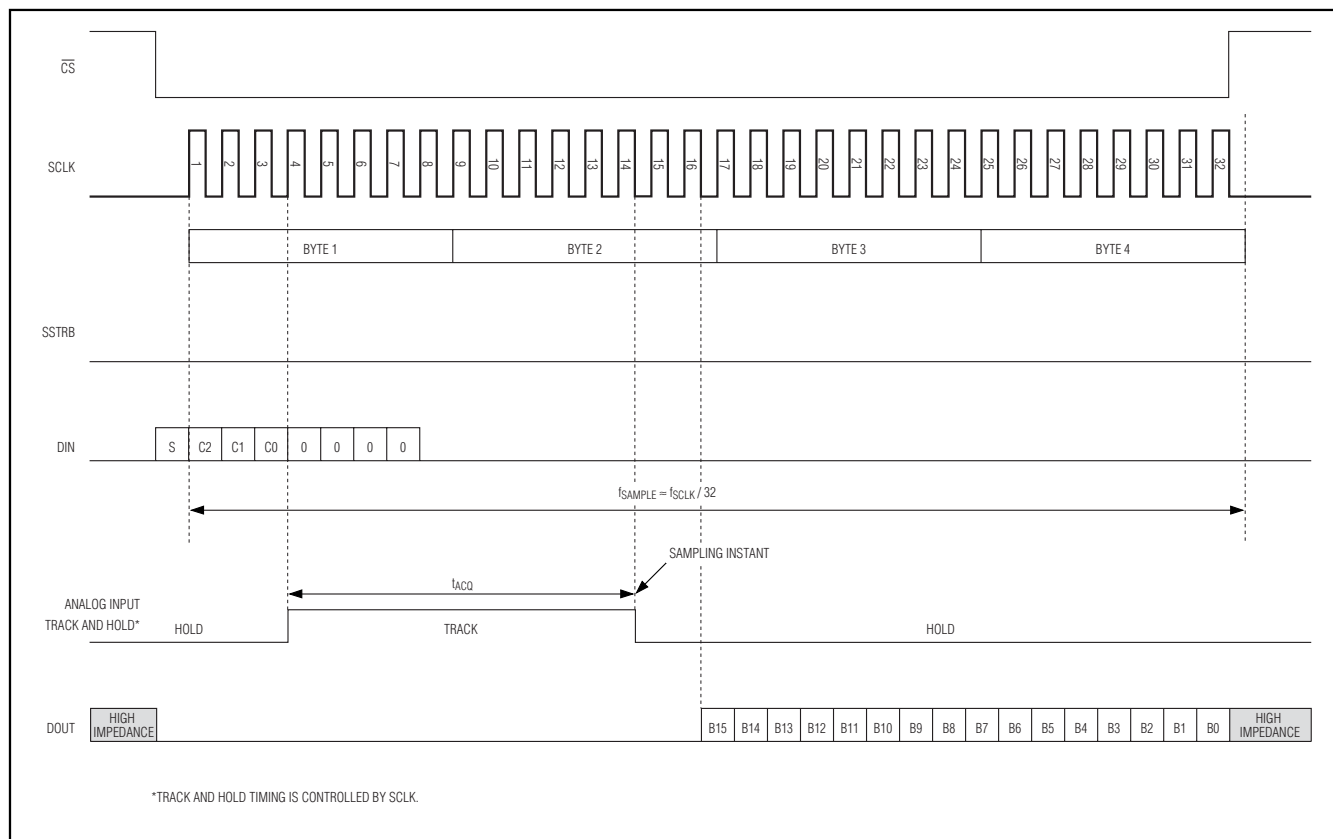 CS
SCLK
1 2 3 4 5 6 7 8 9 10 11 12 13 14 15 16 17 18 19 20 21 22 23 24 25 26 27 28 29 30 31 32
BYTE 1 BYTE 2 BYTE 3 BYTE 4
SSTRB
DIN
S C2 C1 C0 0 0 0 0
fSAMPLE = fSCLK / 32
SAMPLING INSTANT
tACQ
ANALOG INPUT
TRACK AND HOLD*
HOLD TRACK HOLD
DOUT
HIGH
IMPEDANCE
B15 B14 B13 B12 B11 B10 B9 B8 B7 B6 B5 B4 B3 B2 B1 B0
HIGH
IMPEDANCE
*TRACK AND HOLD TIMING IS CONTROLLED BY SCLK.